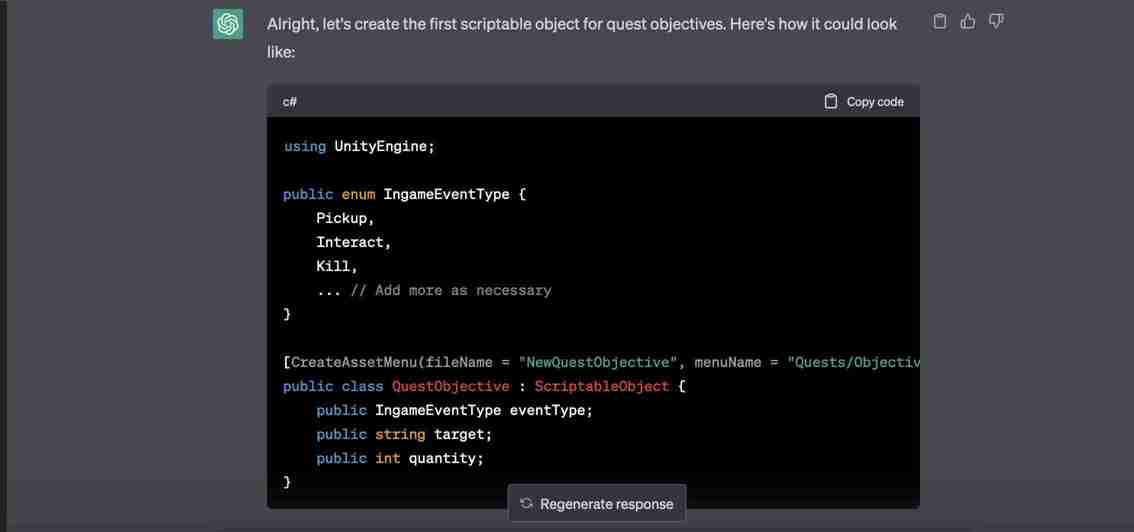 Alright, let's create the first scriptable object for quest objectives. Here's how it could look
like:
c#
Copy code
using UnityEngine;
public enum IngameEventType {
Pickup,
Interact,
Kill,
... // Add more as necessary
}
[CreateAssetMenu(fileName = "NewQuestObjective", menuName = "Quests/Objectiv
public class QuestObjective : ScriptableObject {
public IngameEventType eventType;
public string target;
public int quantity;
}
Regenerate response